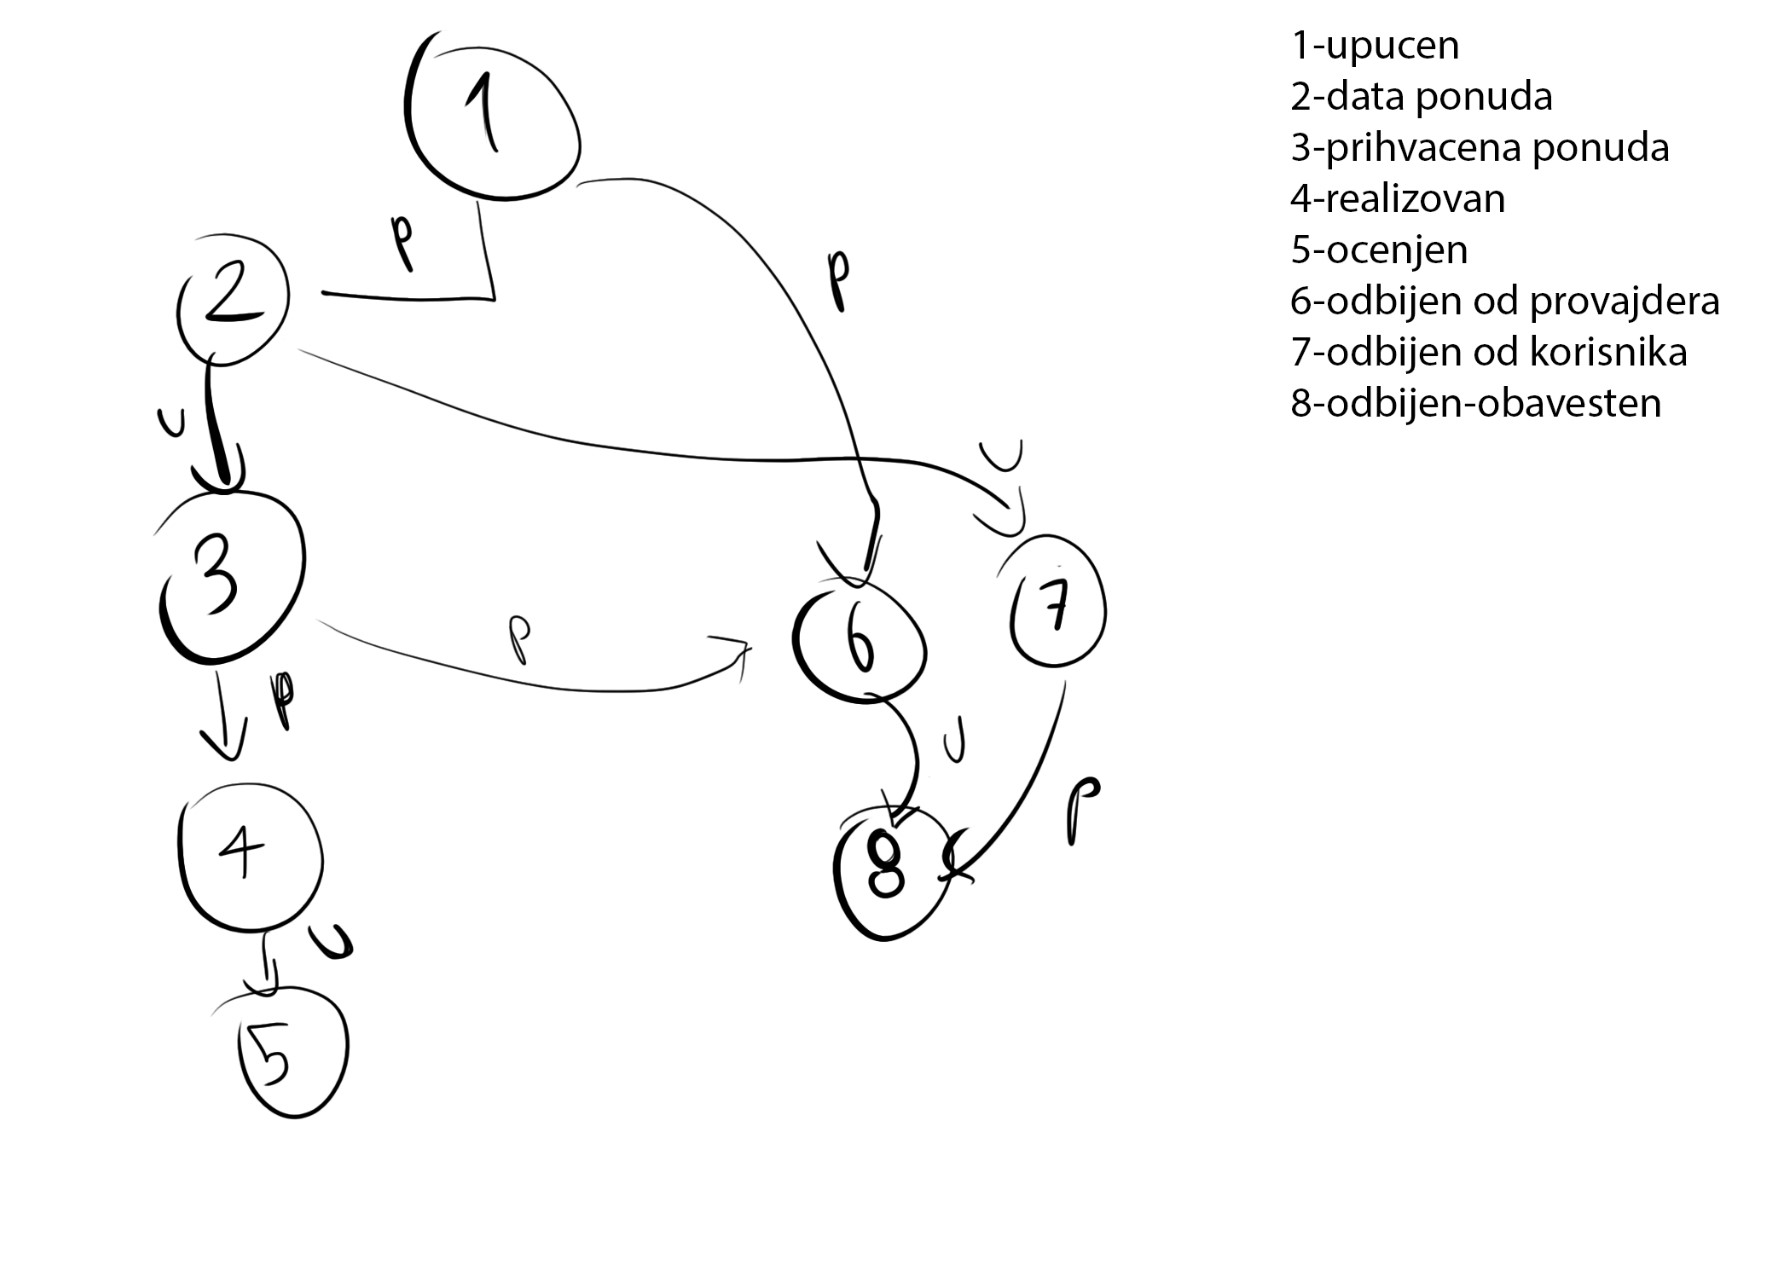 1
1-upucen
2-data ponuda
3-prihvacena ponuda
4-realizovan
5-ocenjen
6-odbijen od provajdera
7-odbijen od korisnika
8-odbijen-obavesten
p
p
2
U
U
3
p
6
7
p
U
p
4
8
U
5